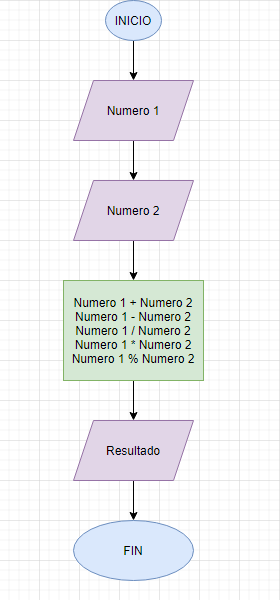 INICIO
Numero 1
Numero 2
Numero 1 + Numero 2
Numero 1 - Numero 2
Numero 1 / Numero 2
Numero 1 * Numero 2
Numero 1 % Numero 2
Resultado
FIN